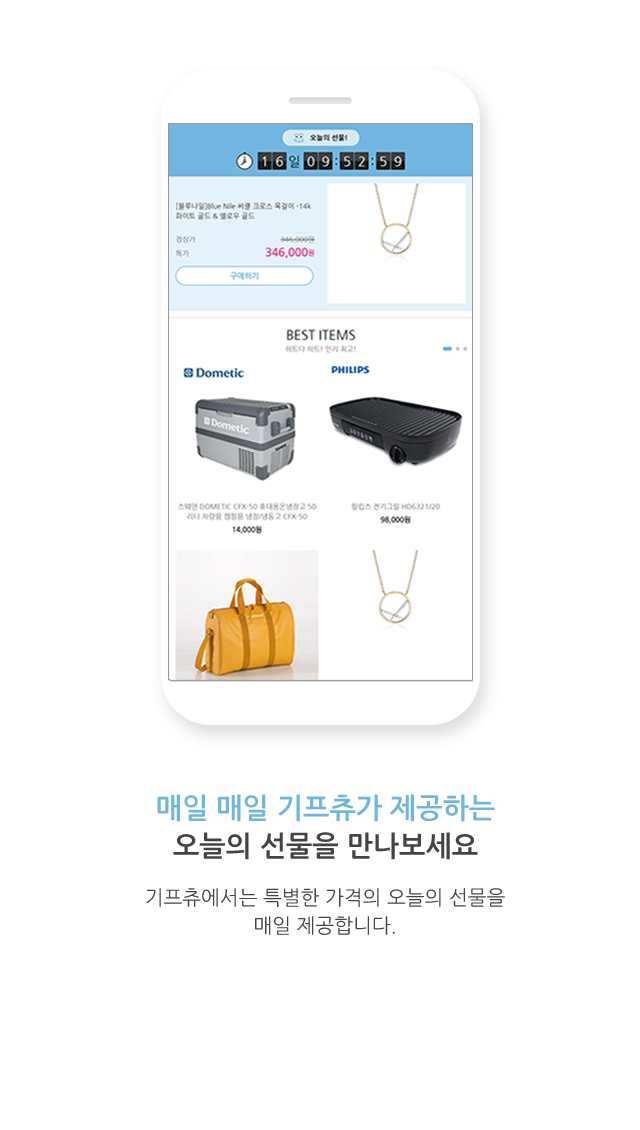 오늘의 선물!
16일 09:52:59
[블루나일]Blue Nile 써클 크로스 목걸이 -14k
화이트 골드 & 옐로우 골드
정상가 346,000원
특가 346,000원
구매하기
BEST ITEMS
히트다 히트! 인기 최고!
Dometic
PHILIPS
Dometic
스웨덴 DOMETIC CFX-50 휴대용온냉장고 50
리터 차량용 캠핑용 냉장/냉동고 CFX-50
14,000원
필립스 전기그릴 HD6321/20
98,000원
매일 매일 기프츄가 제공하는
오늘의 선물을 만나보세요
기프츄에서는 특별한 가격의 오늘의 선물을
매일 제공합니다.